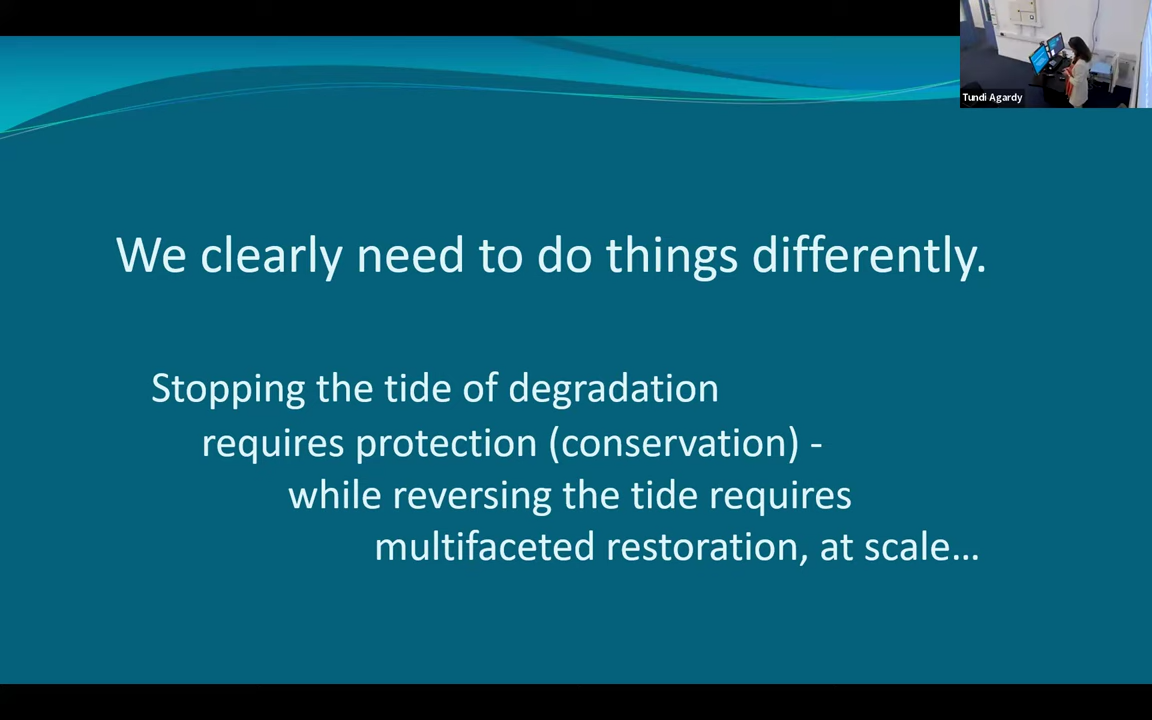 Tundi Agardy
We clearly need to do things differently.
Stopping the tide of degradation
requires protection (conservation) -
while reversing the tide requires
multifaceted restoration, at scale...